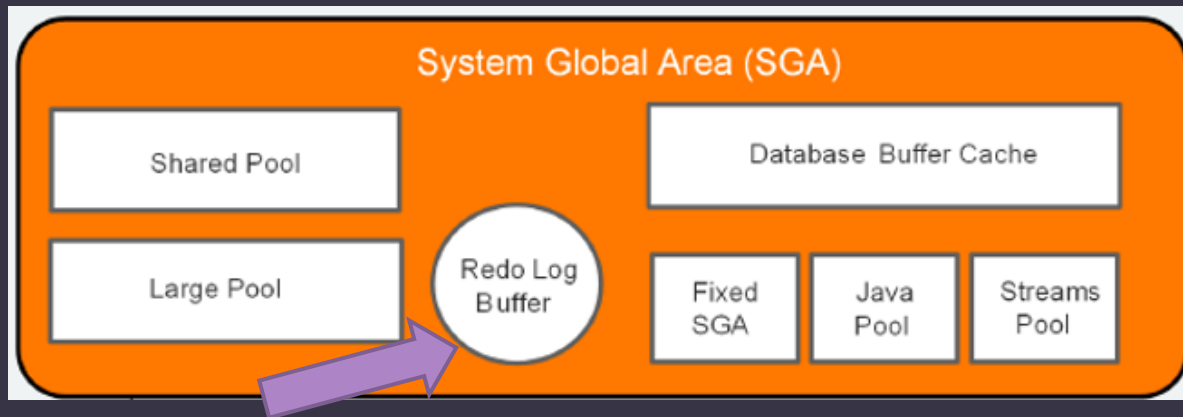 System Global Area (SGA)
Shared Pool
Database Buffer Cache
Large Pool
Redo Log
Buffer
Fixed
SGA
Java
Pool
Streams
Pool